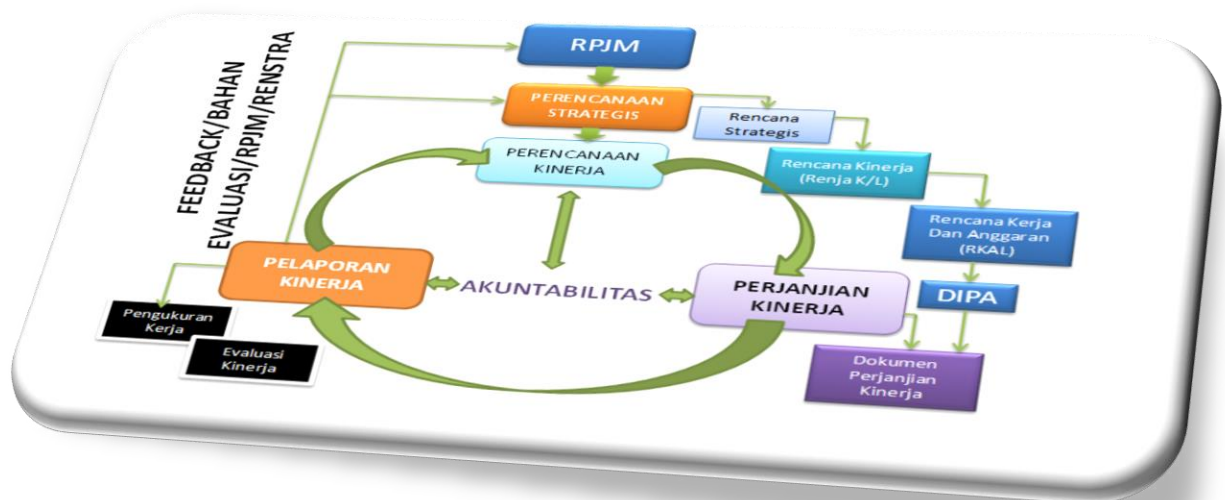 FEEDBACK/BAHAN
EVALUASI/RPJM/RENSTRA
RPJM
PERENCANAAN
STRATEGIS
Rencana
Strategis
PERENCANAAN
KINERJA
Rencana Kinerja
(Renja K/L)
Rencana Kerja
Dan Anggaran
(RKAL)
PELAPORAN
KINERJA
AKUNTABILITAS
PERJANJIAN
KINERJA
DIPA
Pengukuran
Kerja
Evaluasi
Kinerja
Dokumen
Perjanjian
Kinerja